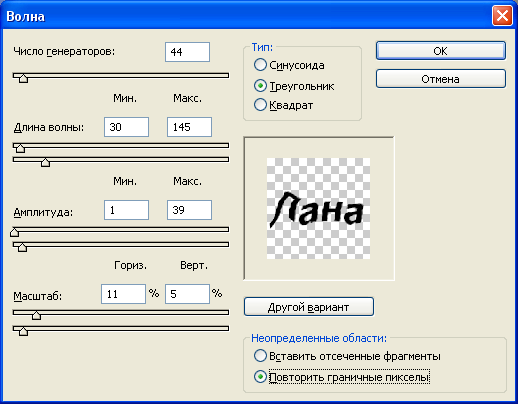 Волна
Число генераторов: 44
Мин. Макс.
Длина волны: 30 145
Мин. Макс.
Амплитуда: 1 39
Гориз. Верт.
Масштаб: 11 % 5 %
Тип:
Синусоида
Треугольник
Квадрат
OK
Отмена
Лана
Другой вариант
Неопределенные области:
Вставить отсеченные фрагменты
Повторить граничные пикселы